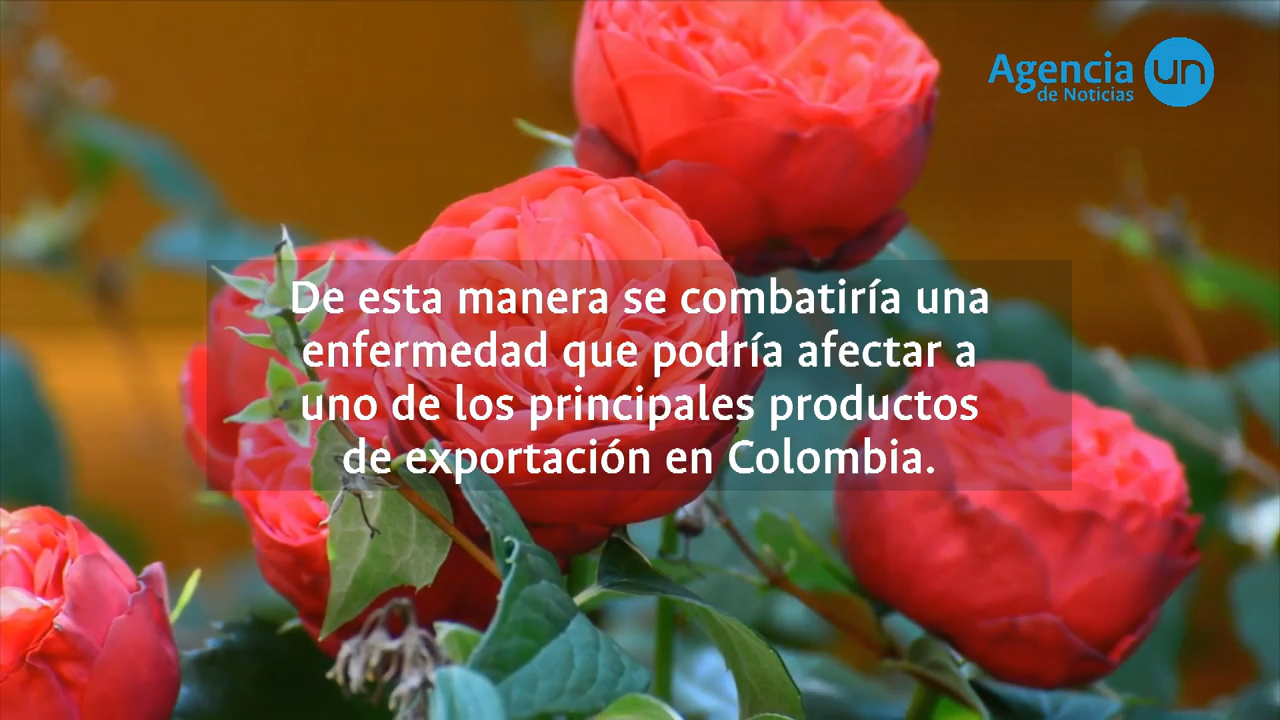 Agencia UN
de Noticias
De esta manera se combatiría una
enfermedad que podría afectar a
uno de los principales productos
de exportación en Colombia.